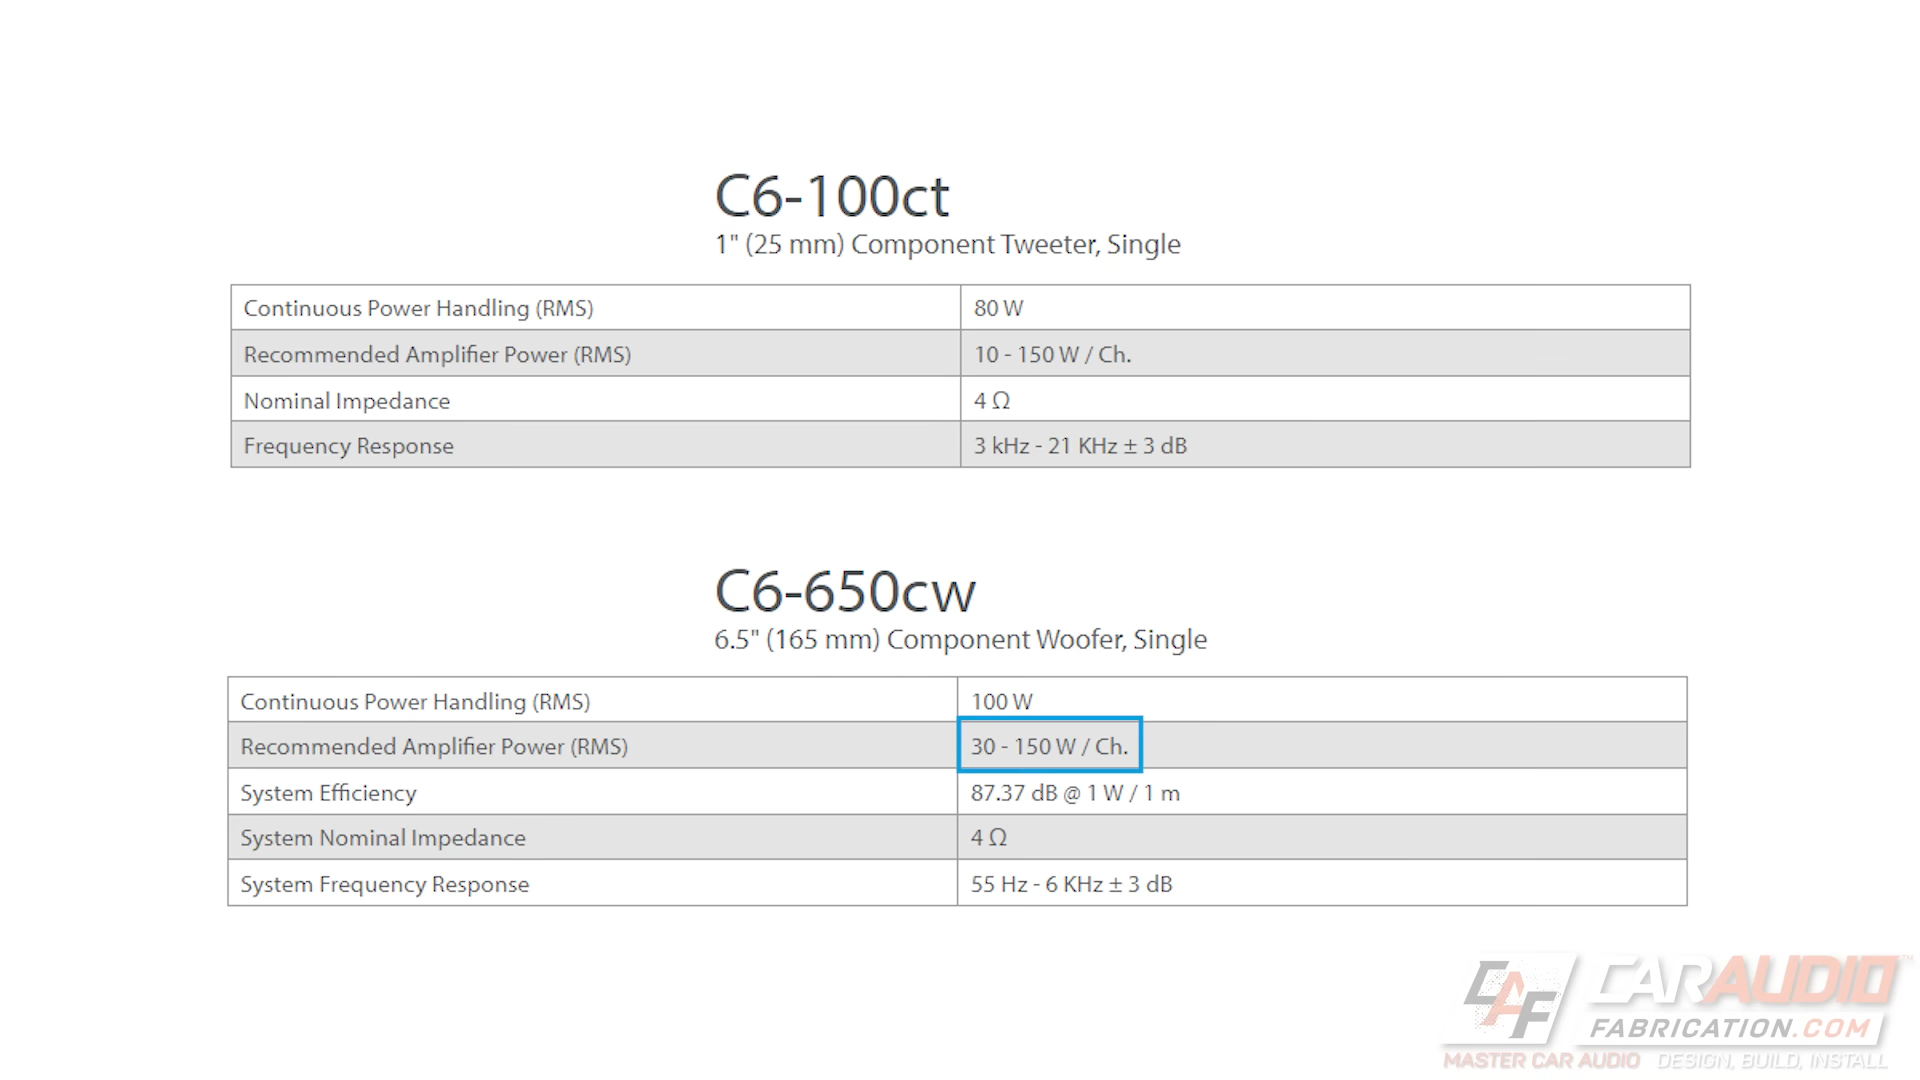 C6-100ct
1" (25 mm) Component Tweeter, Single
Continuous Power Handling (RMS) 80 W
Recommended Amplifier Power (RMS) 10 - 150 W / Ch.
Nominal Impedance 4 Ω
Frequency Response 3 kHz - 21 KHz ± 3 dB
C6-650cw
6.5" (165 mm) Component Woofer, Single
Continuous Power Handling (RMS) 100 W
Recommended Amplifier Power (RMS) 30 - 150 W / Ch.
System Efficiency 87.37 dB @ 1 W / 1 m
System Nominal Impedance 4 Ω
System Frequency Response 55 Hz - 6 KHz ± 3 dB
CAF CARAUDIO™
FABRICATION.COM
MASTER CAR AUDIO DESIGN, BUILD, INSTALL